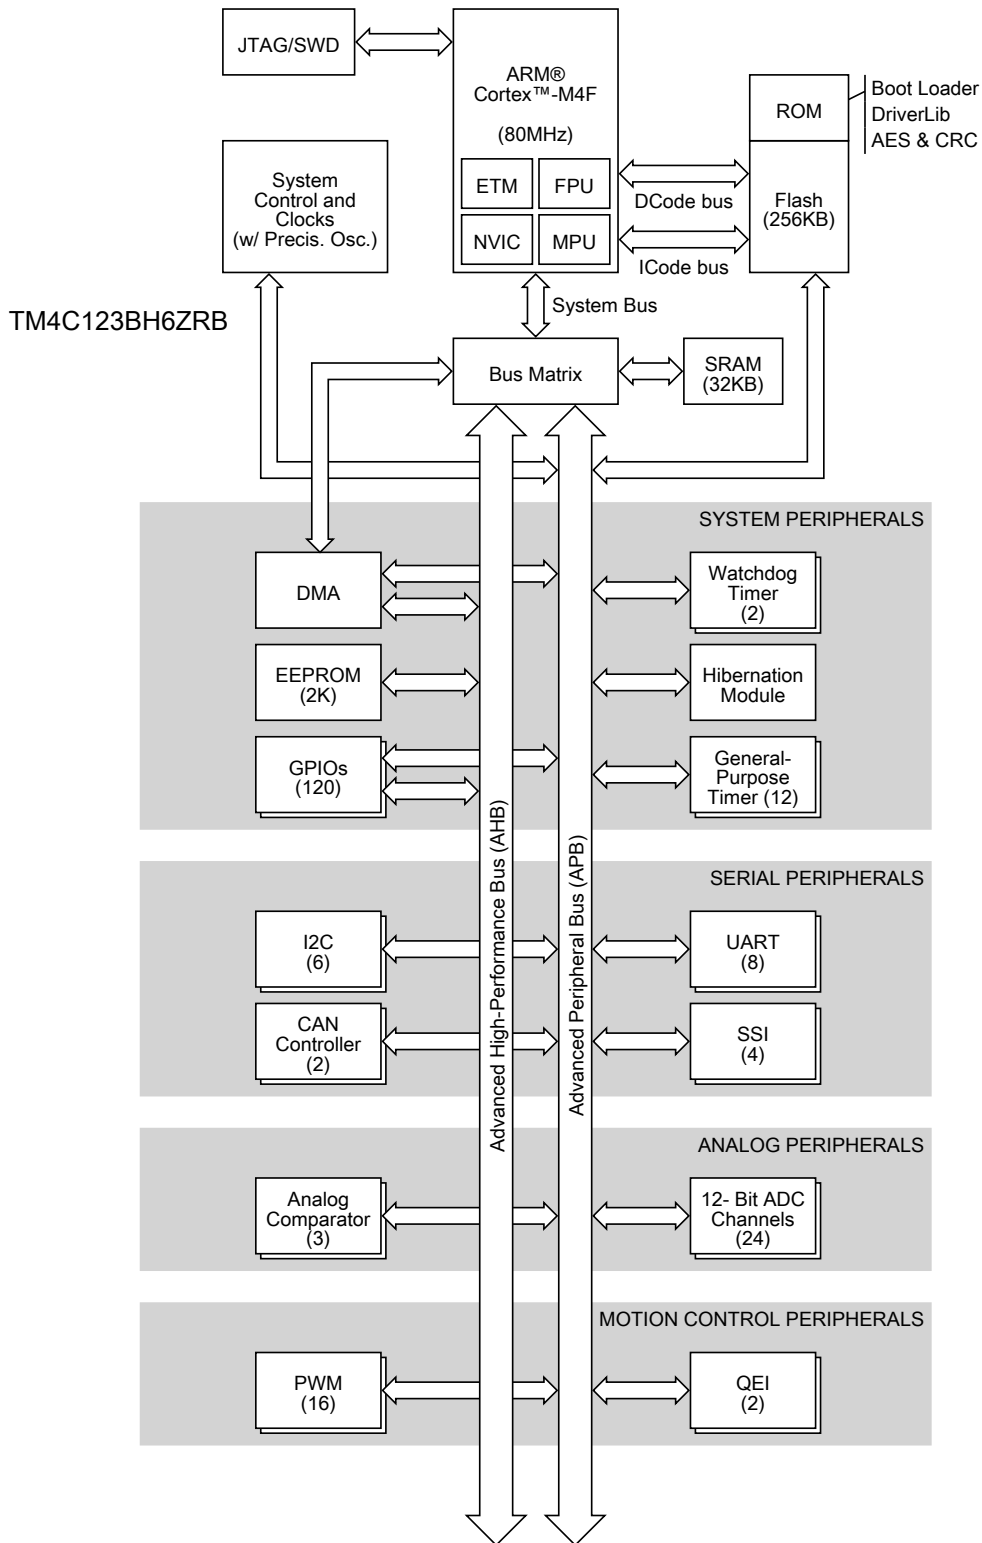 JTAG/SWD
ARM®
Cortex™-M4F
(80MHz)
ETM
FPU
NVIC
MPU
ROM
Boot Loader
DriverLib
AES & CRC
Flash
(256KB)
DCode bus
ICode bus
System
Control and
Clocks
(w/ Precis. Osc.)
TM4C123BH6ZRB
System Bus
Bus Matrix
SRAM
(32KB)
SYSTEM PERIPHERALS
DMA
Watchdog
Timer
(2)
EEPROM
(2K)
Hibernation
Module
GPIOs
(120)
General-
Purpose
Timer (12)
Advanced High-Performance Bus (AHB)
Advanced Peripheral Bus (APB)
SERIAL PERIPHERALS
I2C
(6)
UART
(8)
CAN
Controller
(2)
SSI
(4)
ANALOG PERIPHERALS
Analog
Comparator
(3)
12- Bit ADC
Channels
(24)
MOTION CONTROL PERIPHERALS
PWM
(16)
QEI
(2)